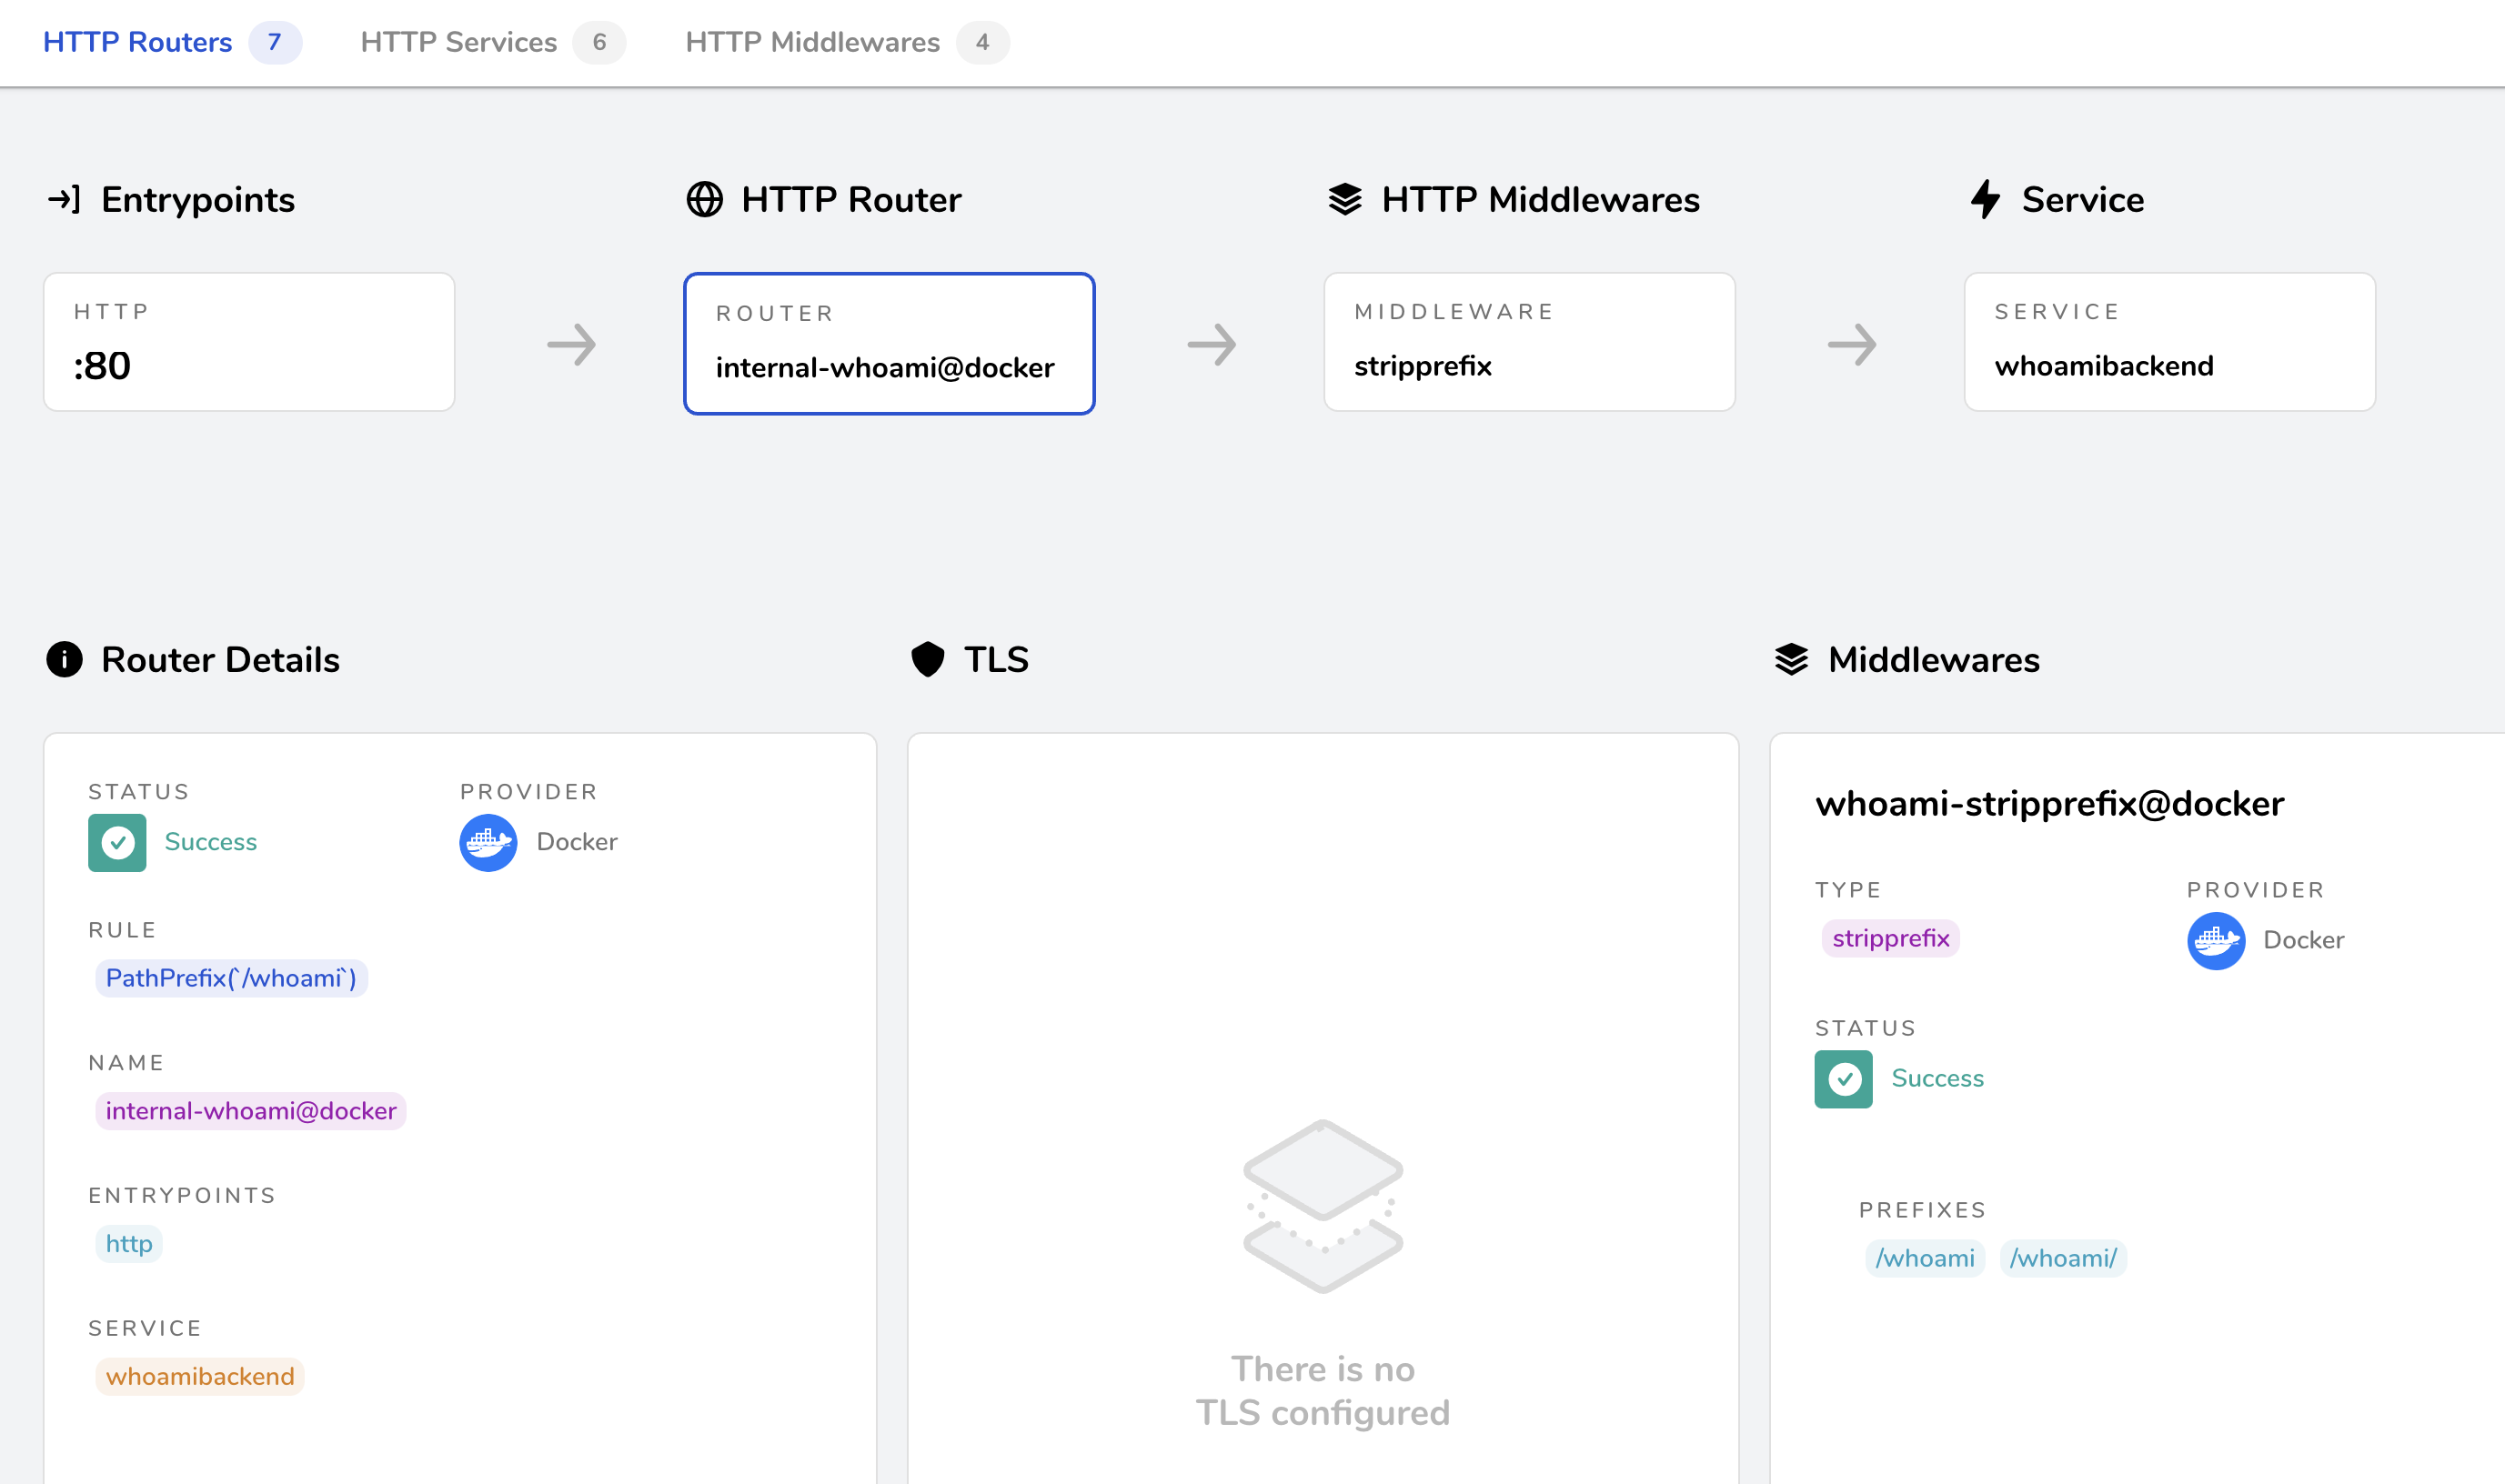 HTTP Routers 7 HTTP Services 6 HTTP Middlewares 4
Entrypoints
HTTP
:80
HTTP Router
ROUTER
internal-whoami@docker
HTTP Middlewares
MIDDLEWARE
stripprefix
Service
SERVICE
whoamibackend
Router Details
STATUS
Success
PROVIDER
Docker
RULE
PathPrefix(`/whoami`)
NAME
internal-whoami@docker
ENTRYPOINTS
http
SERVICE
whoamibackend
TLS
There is no
TLS configured
Middlewares
whoami-stripprefix@docker
TYPE
stripprefix
PROVIDER
Docker
STATUS
Success
PREFIXES
/whoami /whoami/